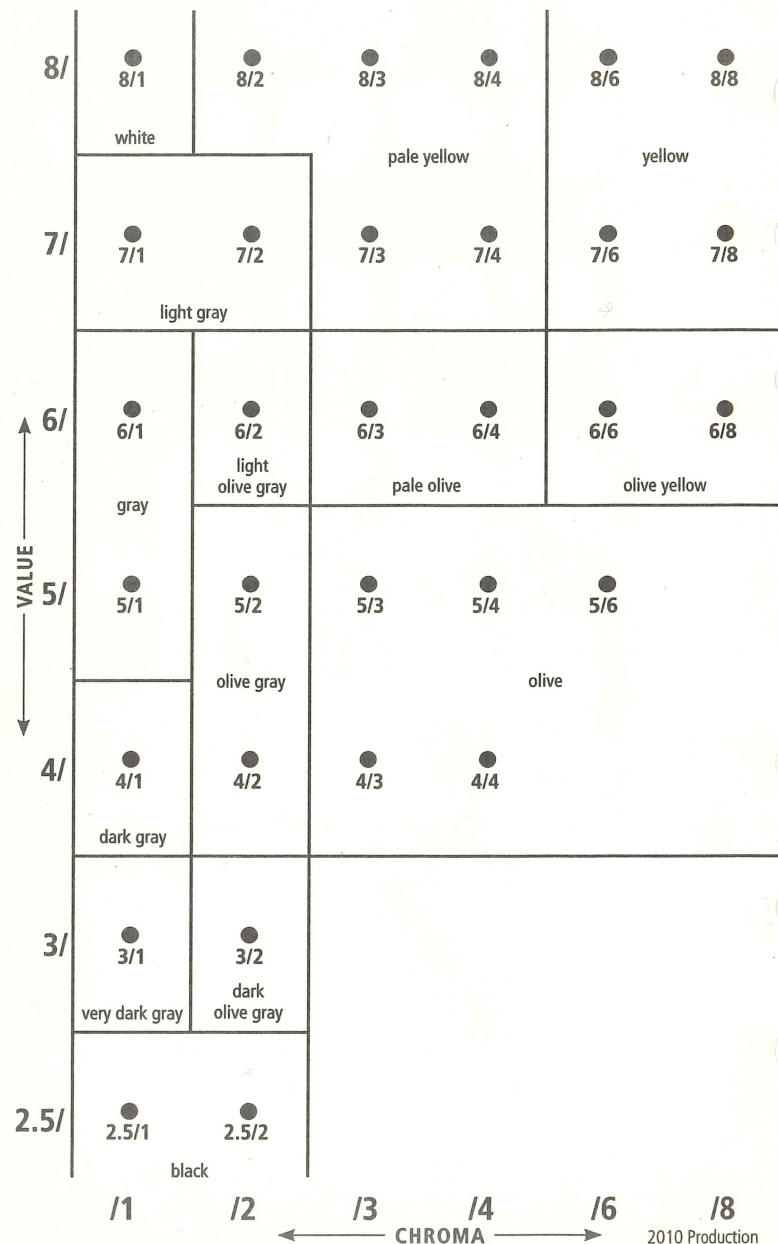 8/
8/1 8/2 8/3 8/4 8/6 8/8
white
pale yellow yellow
7/
7/1 7/2 7/3 7/4 7/6 7/8
light gray
6/
6/1 6/2 6/3 6/4 6/6 6/8
light
olive gray
pale olive olive yellow
gray
VALUE
5/
5/1 5/2 5/3 5/4 5/6
olive gray olive
4/
4/1 4/2 4/3 4/4
dark gray
3/
3/1 3/2
dark
olive gray
very dark gray
2.5/
2.5/1 2.5/2
black
/1 /2 /3 /4 /6 /8
CHROMA
2010 Production